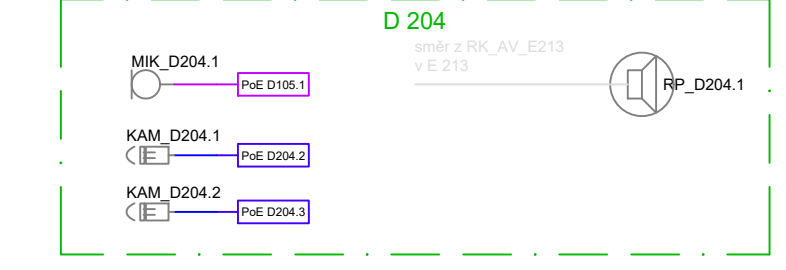 D 204
směr z RK_AV_E213
v E 213
MIK_D204.1
PoE D105.1
RP_D204.1
KAM_D204.1
PoE D204.2
KAM_D204.2
PoE D204.3